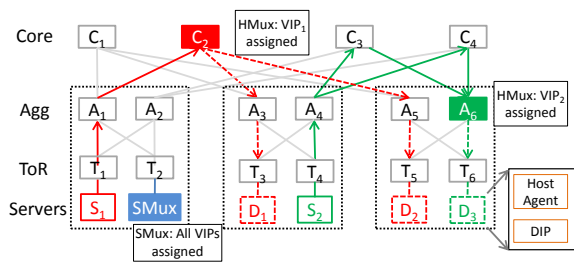 HMux: VIP1
assigned
Core C1 C2 C3 C4
HMux: VIP2
assigned
Agg A1 A2 A3 A4 A5 A6
ToR T1 T2 T3 T4 T5 T6
Servers S1 SMux D1 S2 D2 D3
Host
Agent
DIP
SMux: All VIPs
assigned